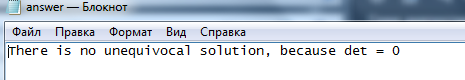 answer — Блокнот
Файл Правка Формат Вид Справка
There is no unequivocal solution, because det = 0